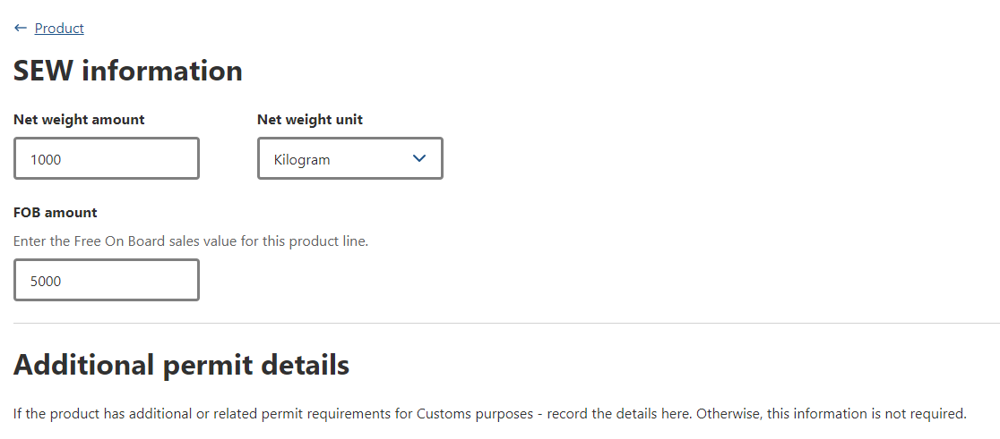 ← Product
SEW information
Net weight amount
Net weight unit
1000
Kilogram
FOB amount
Enter the Free On Board sales value for this product line.
5000
Additional permit details
If the product has additional or related permit requirements for Customs purposes - record the details here. Otherwise, this information is not required.